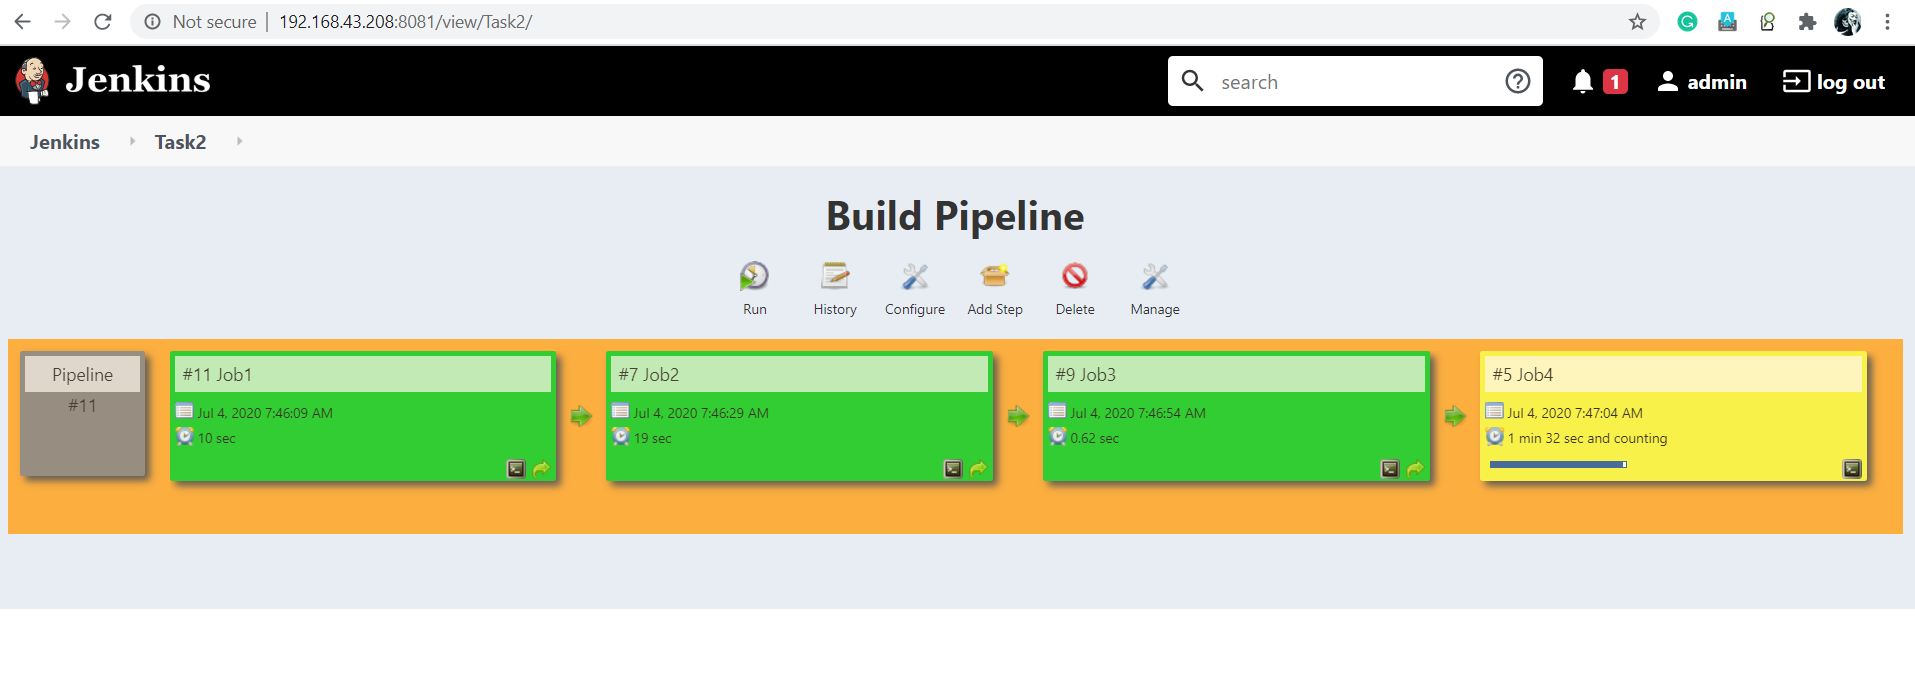 Not secure | 192.168.43.208:8081/view/Task2/
Jenkins
search
1
admin
log out
Jenkins
Task2
Build Pipeline
Run
History
Configure
Add Step
Delete
Manage
Pipeline
#11
#11 Job1
Jul 4, 2020 7:46:09 AM
10 sec
#7 Job2
Jul 4, 2020 7:46:29 AM
19 sec
#9 Job3
Jul 4, 2020 7:46:54 AM
0.62 sec
#5 Job4
Jul 4, 2020 7:47:04 AM
1 min 32 sec and counting